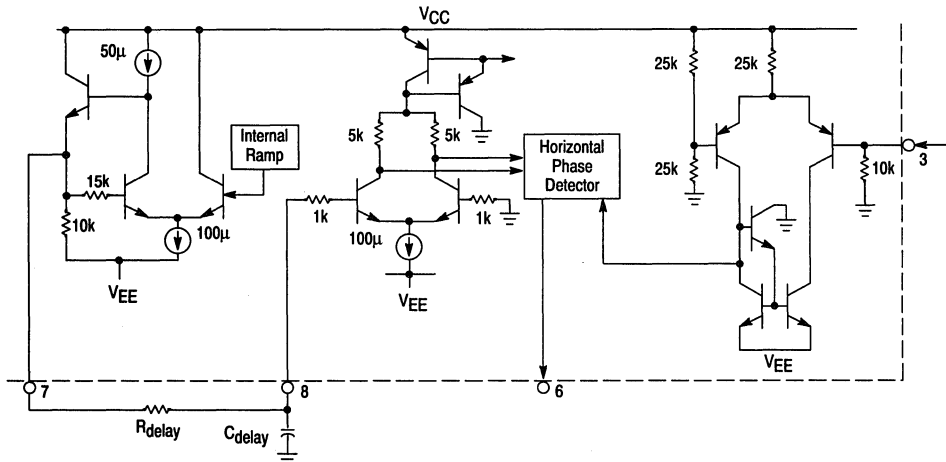 VCC
50μ
25k
25k
5k
5k
Internal
Ramp
Horizontal
Phase
Detector
3
15k
25k
10k
10k
1k
1k
100μ
100μ
VEE
VEE
VEE
7
8
6
Rdelay
Cdelay